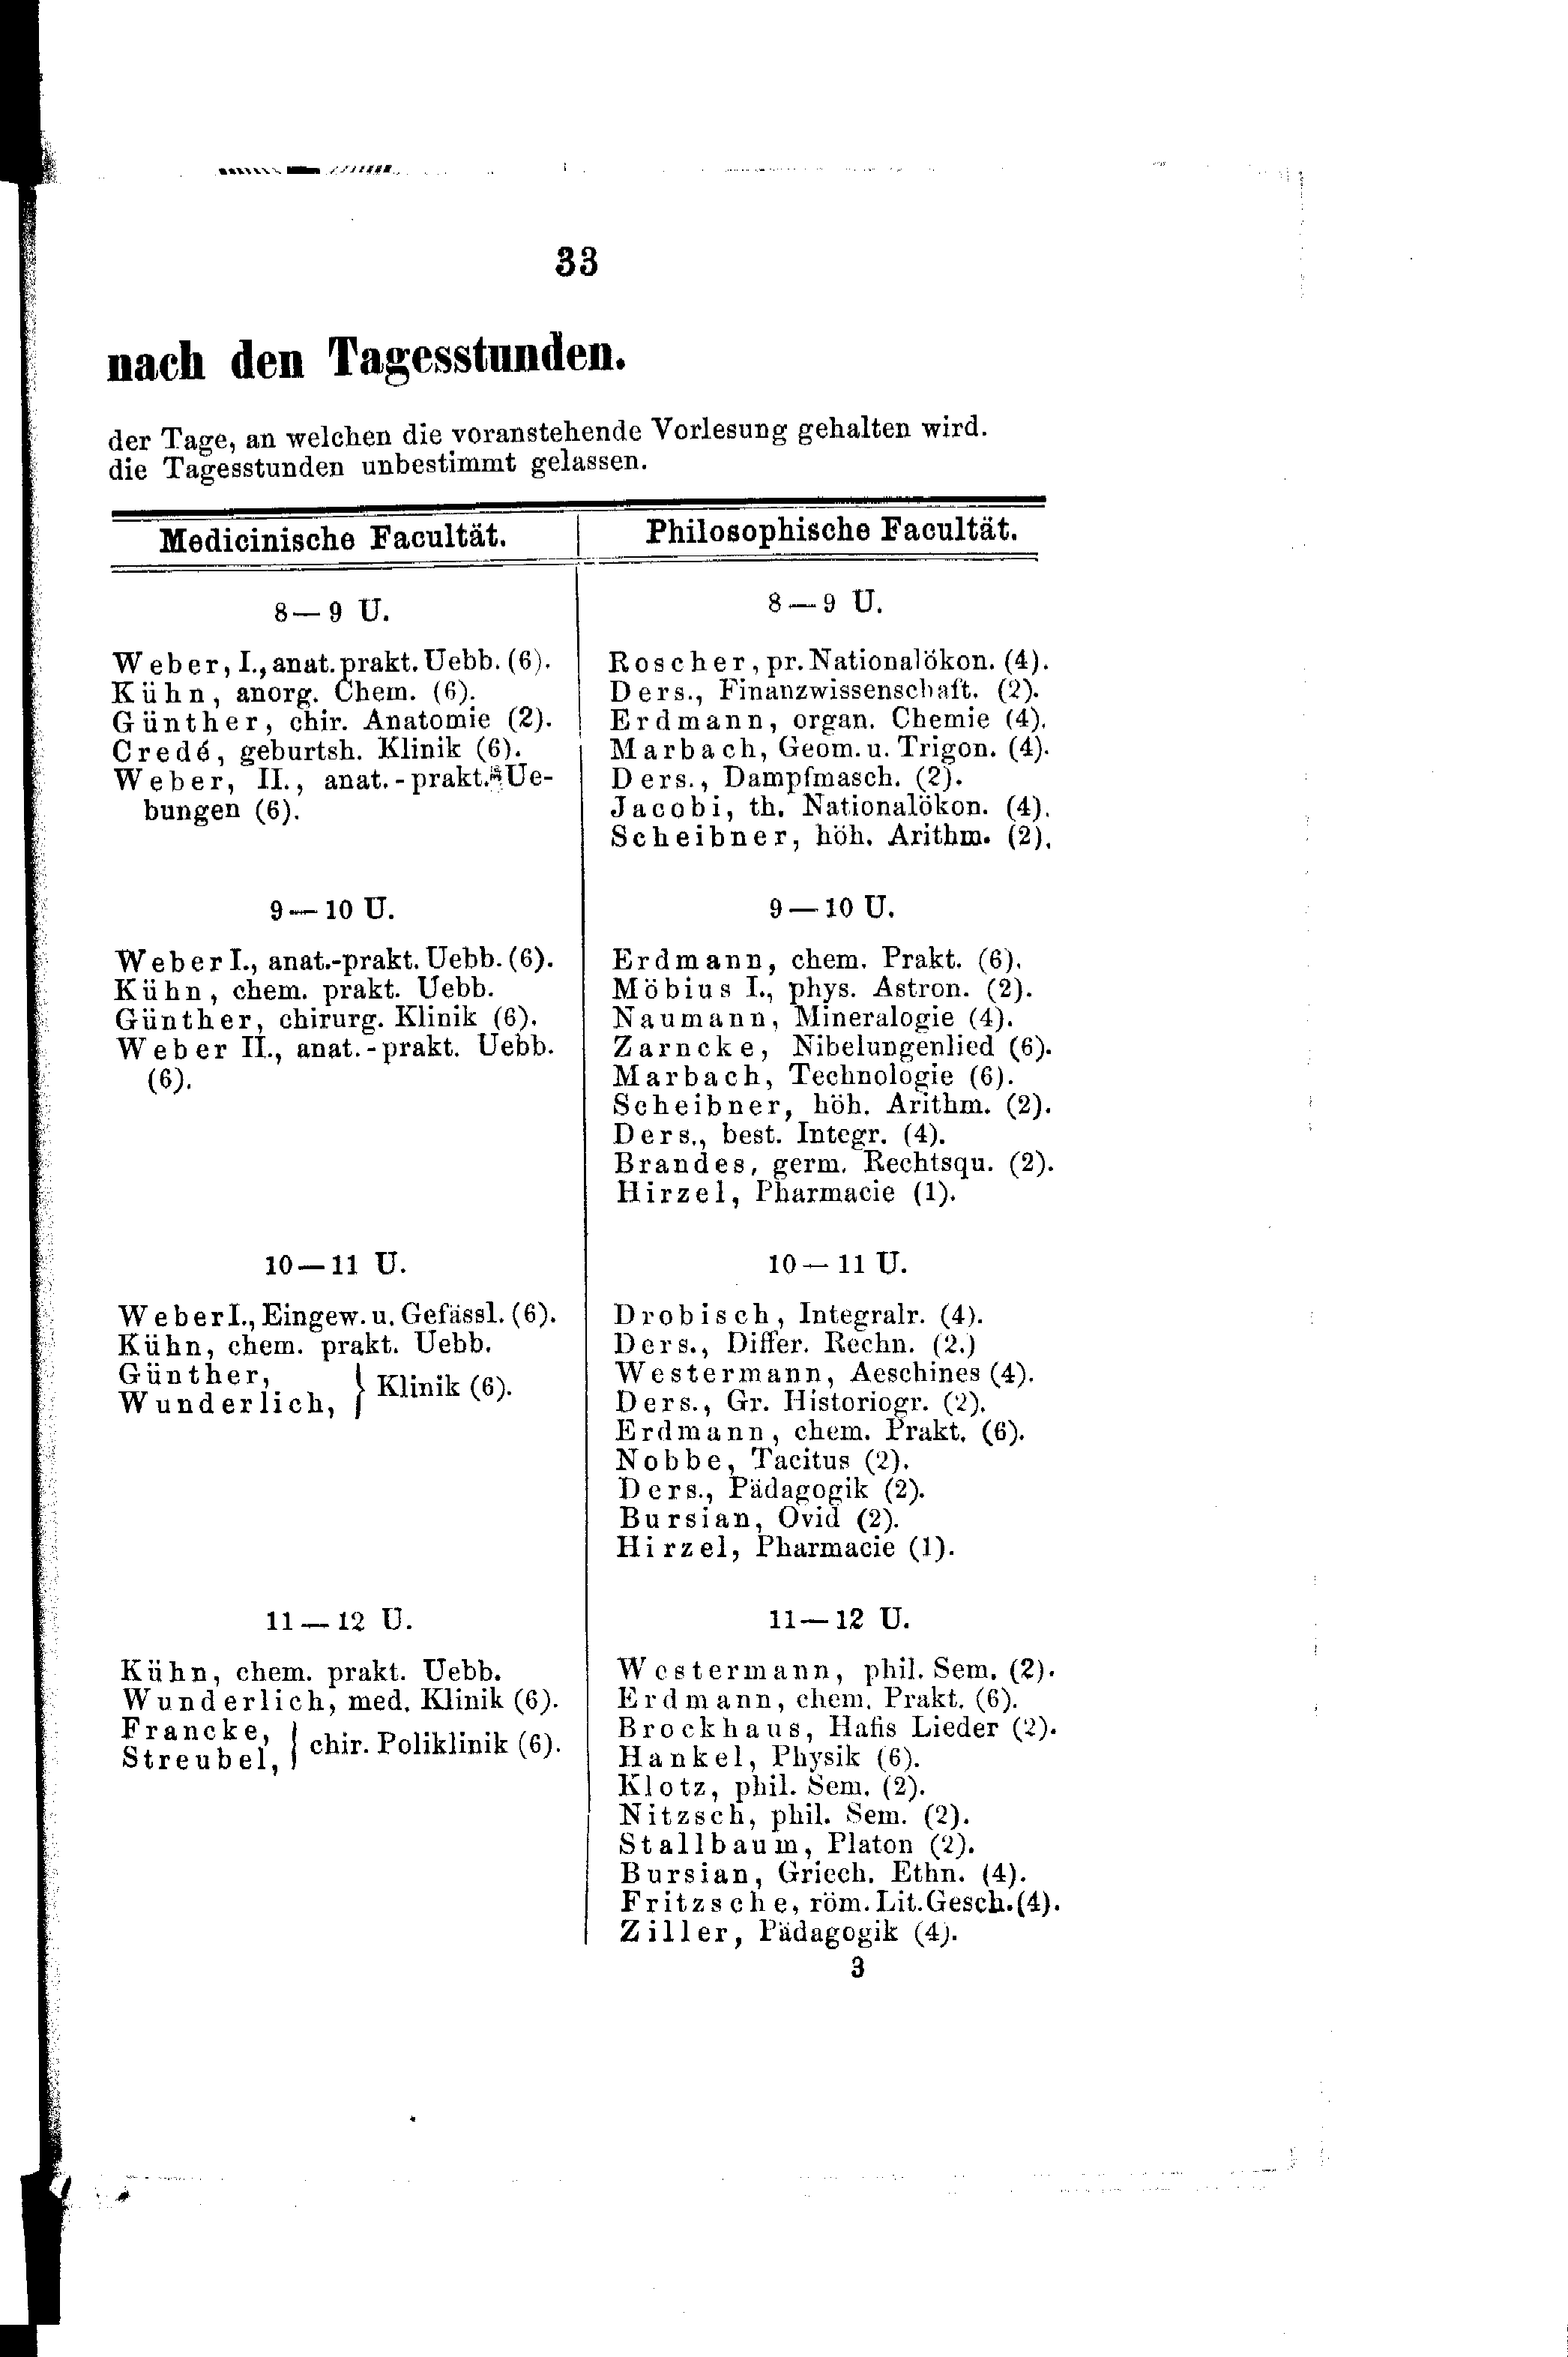 33
nach den Tagesstunden.
der Tage, an welchen die voranstehende Vorlesung gehalten wird.
die Tagesstunden unbestimmt gelassen.
Medicinische Facultät.
8—9 U.
Weber, I., anat. prakt. Uebb. (6).
Kühn, anorg. Chem. (6).
Günther, chir. Anatomie (2).
Credé, geburtsh. Klinik (6).
Weber, II., anat.-prakt. Ue-
bungen (6).
9—10 U.
Weber I., anat.-prakt. Uebb. (6).
Kühn, chem. prakt. Uebb.
Günther, chirurg. Klinik (6).
Weber II., anat.-prakt. Uebb.
(6).
10—11 U.
Weber I., Eingew. u. Gefässl. (6).
Kühn, chem. prakt. Uebb.
Günther,
Wunderlich, } Klinik (6).
11—12 U.
Kühn, chem. prakt. Uebb.
Wunderlich, med. Klinik (6).
Francke,
Streubel, } chir. Poliklinik (6).
Philosophische Facultät.
8—9 U.
Roscher, pr. Nationalökon. (4).
Ders., Finanzwissenschaft. (2).
Erdmann, organ. Chemie (4).
Marbach, Geom. u. Trigon. (4).
Ders., Dampfmasch. (2).
Jacobi, th. Nationalökon. (4).
Scheibner, höh. Arithm. (2).
9—10 U.
Erdmann, chem. Prakt. (6).
Möbius I., phys. Astron. (2).
Naumann, Mineralogie (4).
Zarncke, Nibelungenlied (6).
Marbach, Technologie (6).
Scheibner, höh. Arithm. (2).
Ders., best. Integr. (4).
Brandes, germ. Rechtsqu. (2).
Hirzel, Pharmacie (1).
10—11 U.
Drobisch, Integralr. (4).
Ders., Differ. Rechn. (2.)
Westermann, Aeschines (4).
Ders., Gr. Historiogr. (2).
Erdmann, chem. Prakt. (6).
Nobbe, Tacitus (2).
Ders., Pädagogik (2).
Bursian, Ovid (2).
Hirzel, Pharmacie (1).
11—12 U.
Westermann, phil. Sem. (2).
Erdmann, chem. Prakt. (6).
Brockhaus, Hafis Lieder (2).
Hankel, Physik (6).
Klotz, phil. Sem. (2).
Nitzsch, phil. Sem. (2).
Stallbaum, Platon (2).
Bursian, Griech. Ethn. (4).
Fritzsche, röm. Lit. Gesch. (4).
Ziller, Pädagogik (4).
3